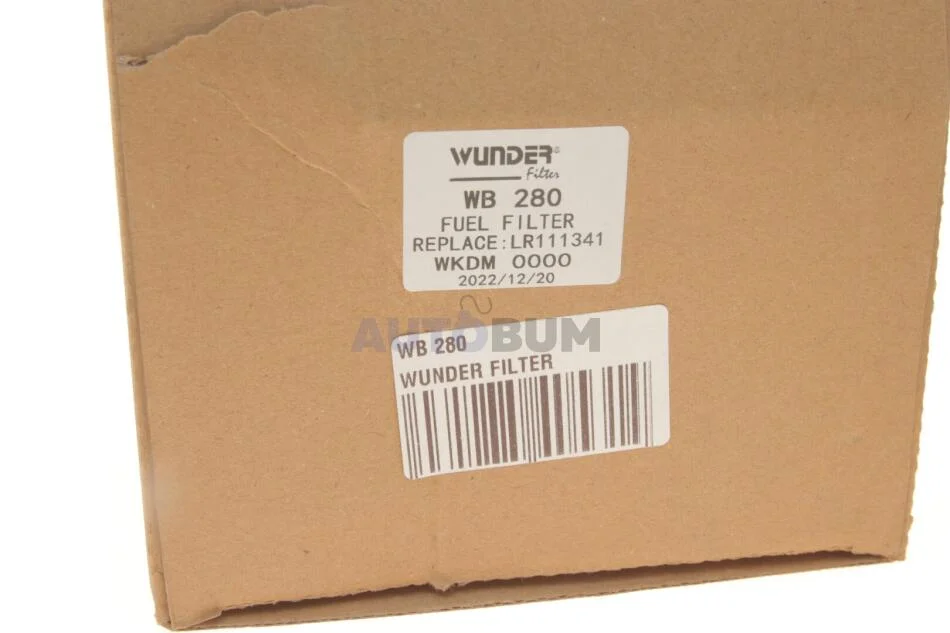 WUNDER®
Filter
WB 280
FUEL FILTER
REPLACE:LR111341
WKDM 0000
2022/12/20
AUTOBUM
WB 280
WUNDER FILTER